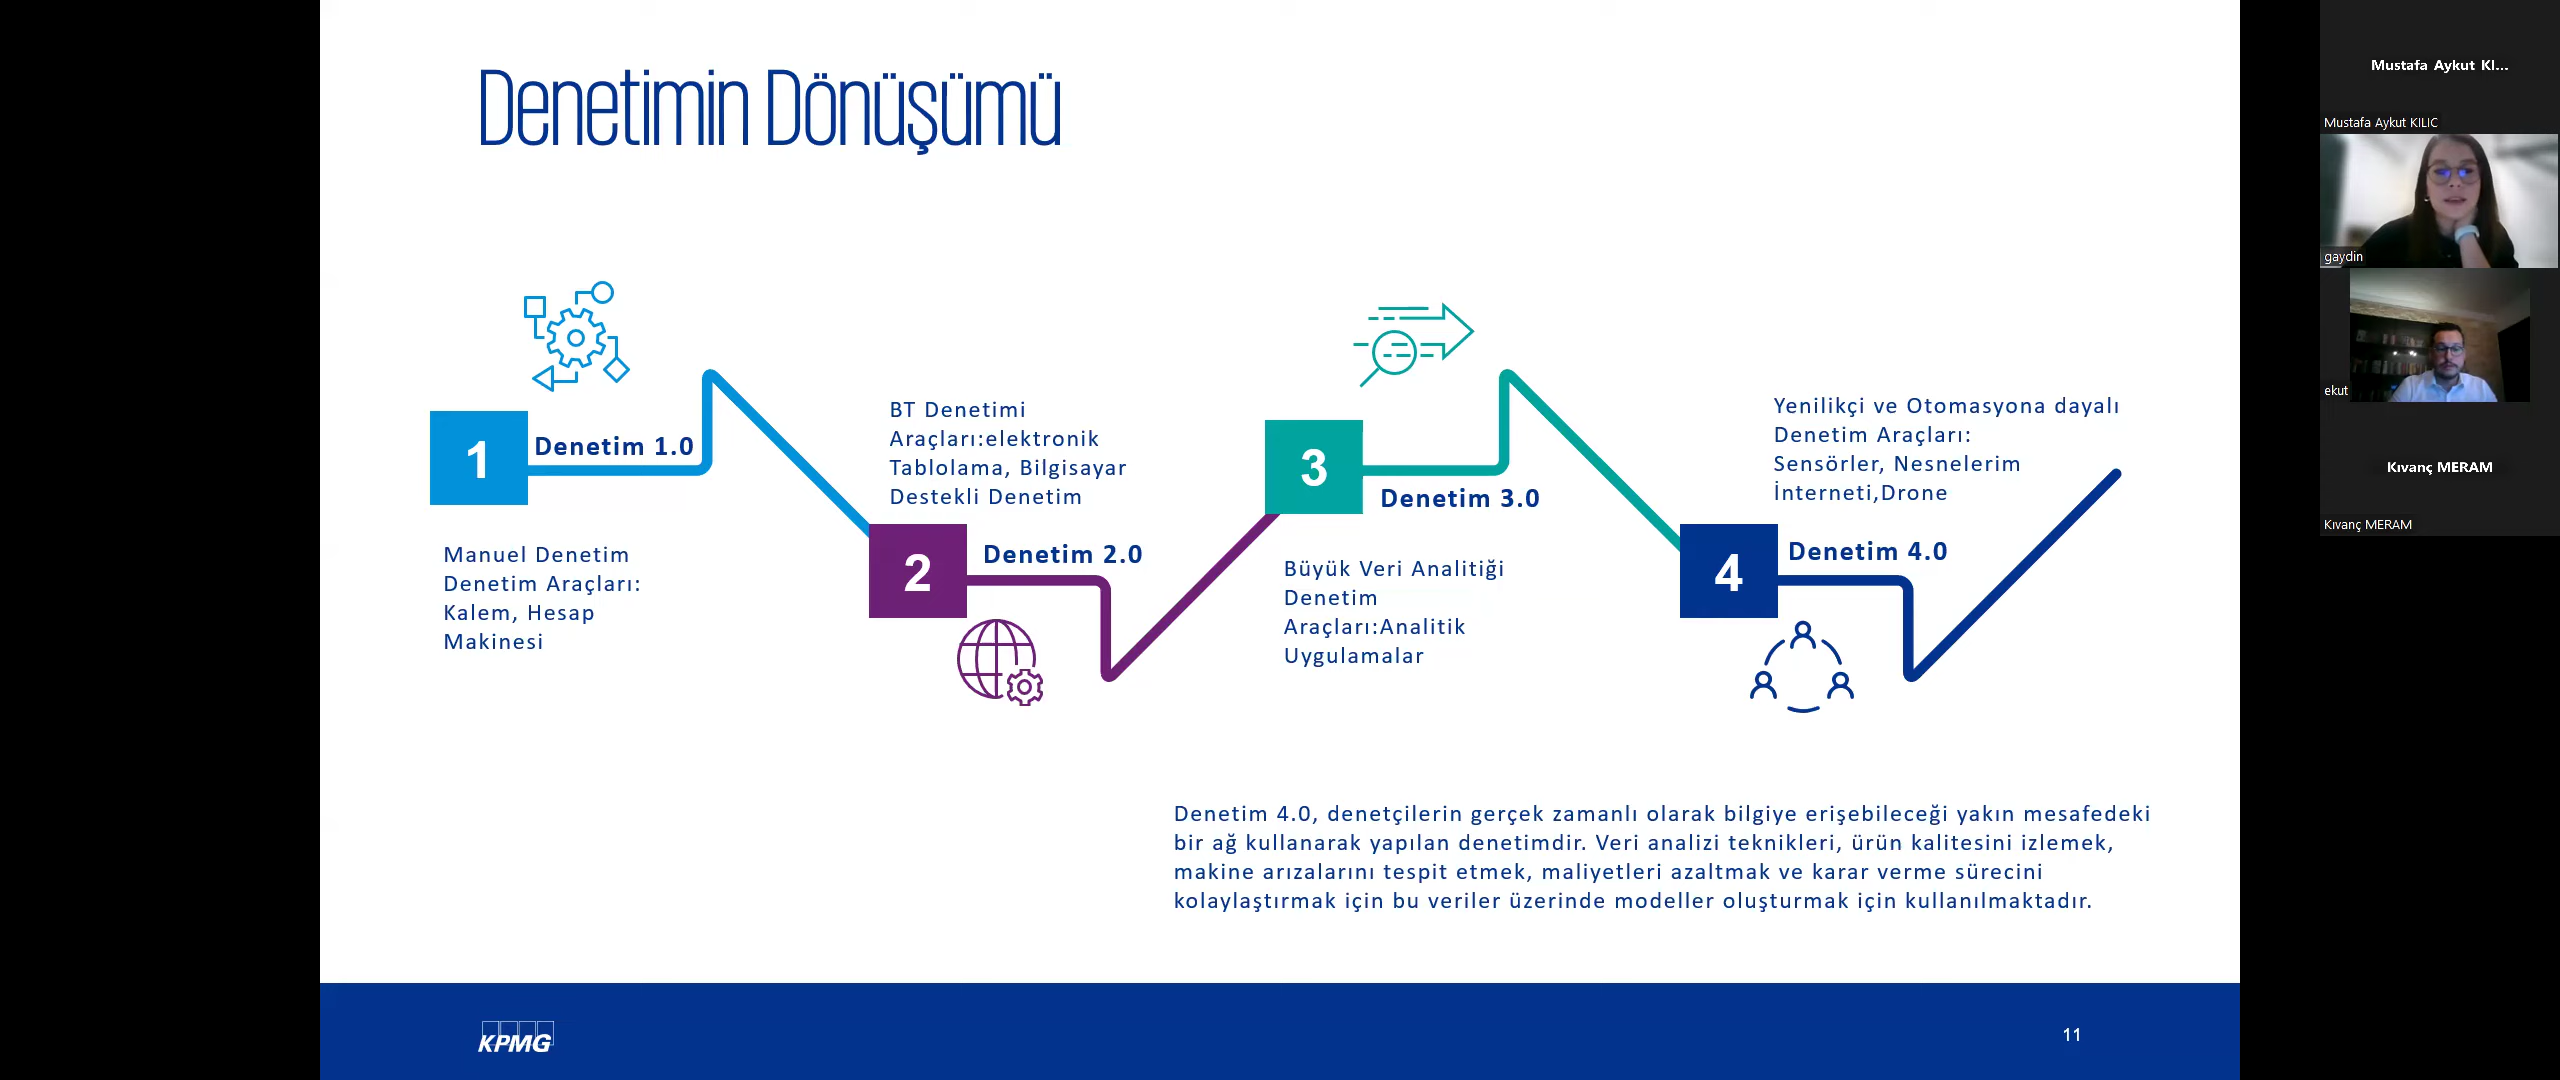 Denetimin Dönüşümü
1
Denetim 1.0
Manuel Denetim
Denetim Araçları:
Kalem, Hesap
Makinesi
BT Denetimi
Araçları:elektronik
Tablolama, Bilgisayar
Destekli Denetim
2
Denetim 2.0
3
Denetim 3.0
Büyük Veri Analitiği
Denetim
Araçları:Analitik
Uygulamalar
Yenilikçi ve Otomasyona dayalı
Denetim Araçları:
Sensörler, Nesnelerim
İnterneti,Drone
4
Denetim 4.0
Denetim 4.0, denetçilerin gerçek zamanlı olarak bilgiye erişebileceği yakın mesafedeki
bir ağ kullanarak yapılan denetimdir. Veri analizi teknikleri, ürün kalitesini izlemek,
makine arızalarını tespit etmek, maliyetleri azaltmak ve karar verme sürecini
kolaylaştırmak için bu veriler üzerinde modeller oluşturmak için kullanılmaktadır.
KPMG
11
Mustafa Aykut KI...
Mustafa Aykut KILIC
gaydin
ekut
Kıvanç MERAM
Kıvanç MERAM